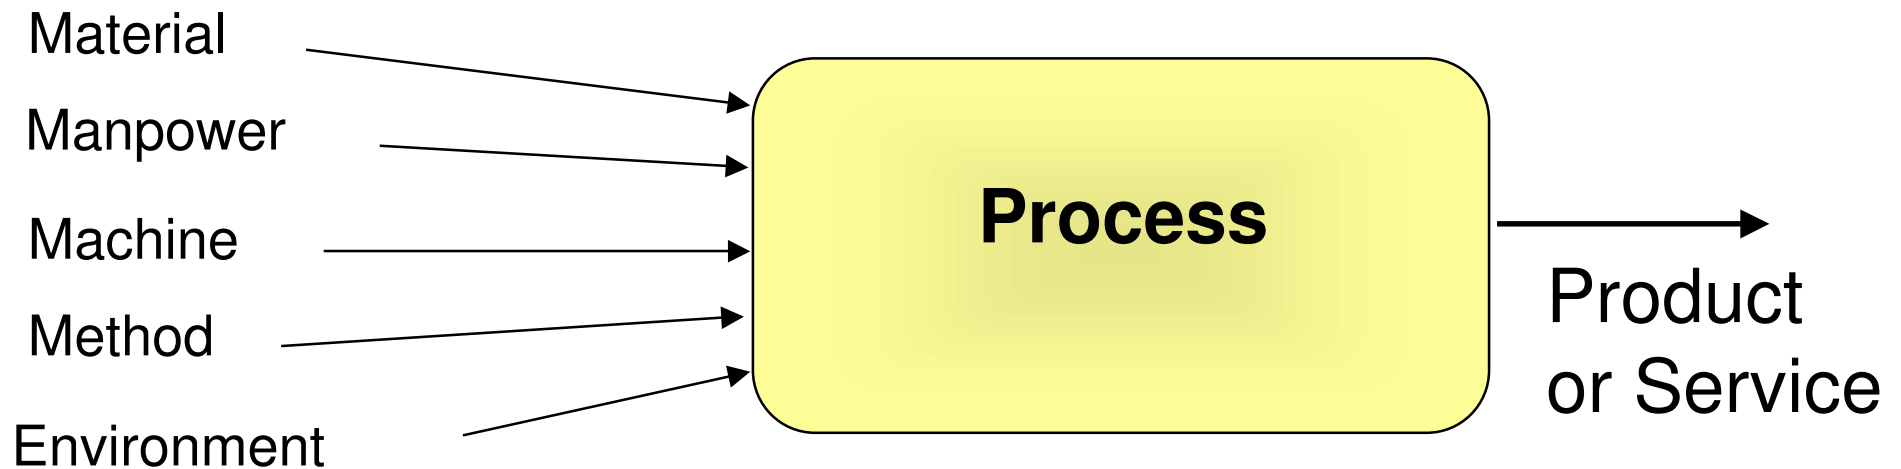 Material
Manpower
Machine
Method
Environment
Process
Product
or Service